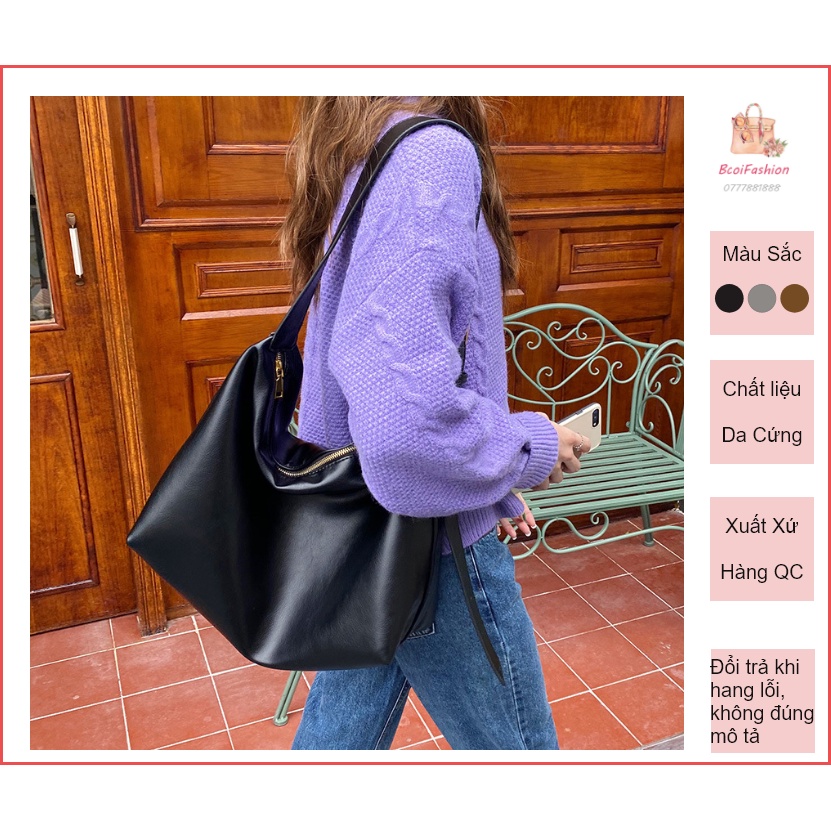 BcoiFashion
0777881888
Màu Sắc
Chất liệu
Da Cứng
Xuất Xứ
Hàng QC
Đổi trả khi
hang lỗi,
không đúng
mô tả